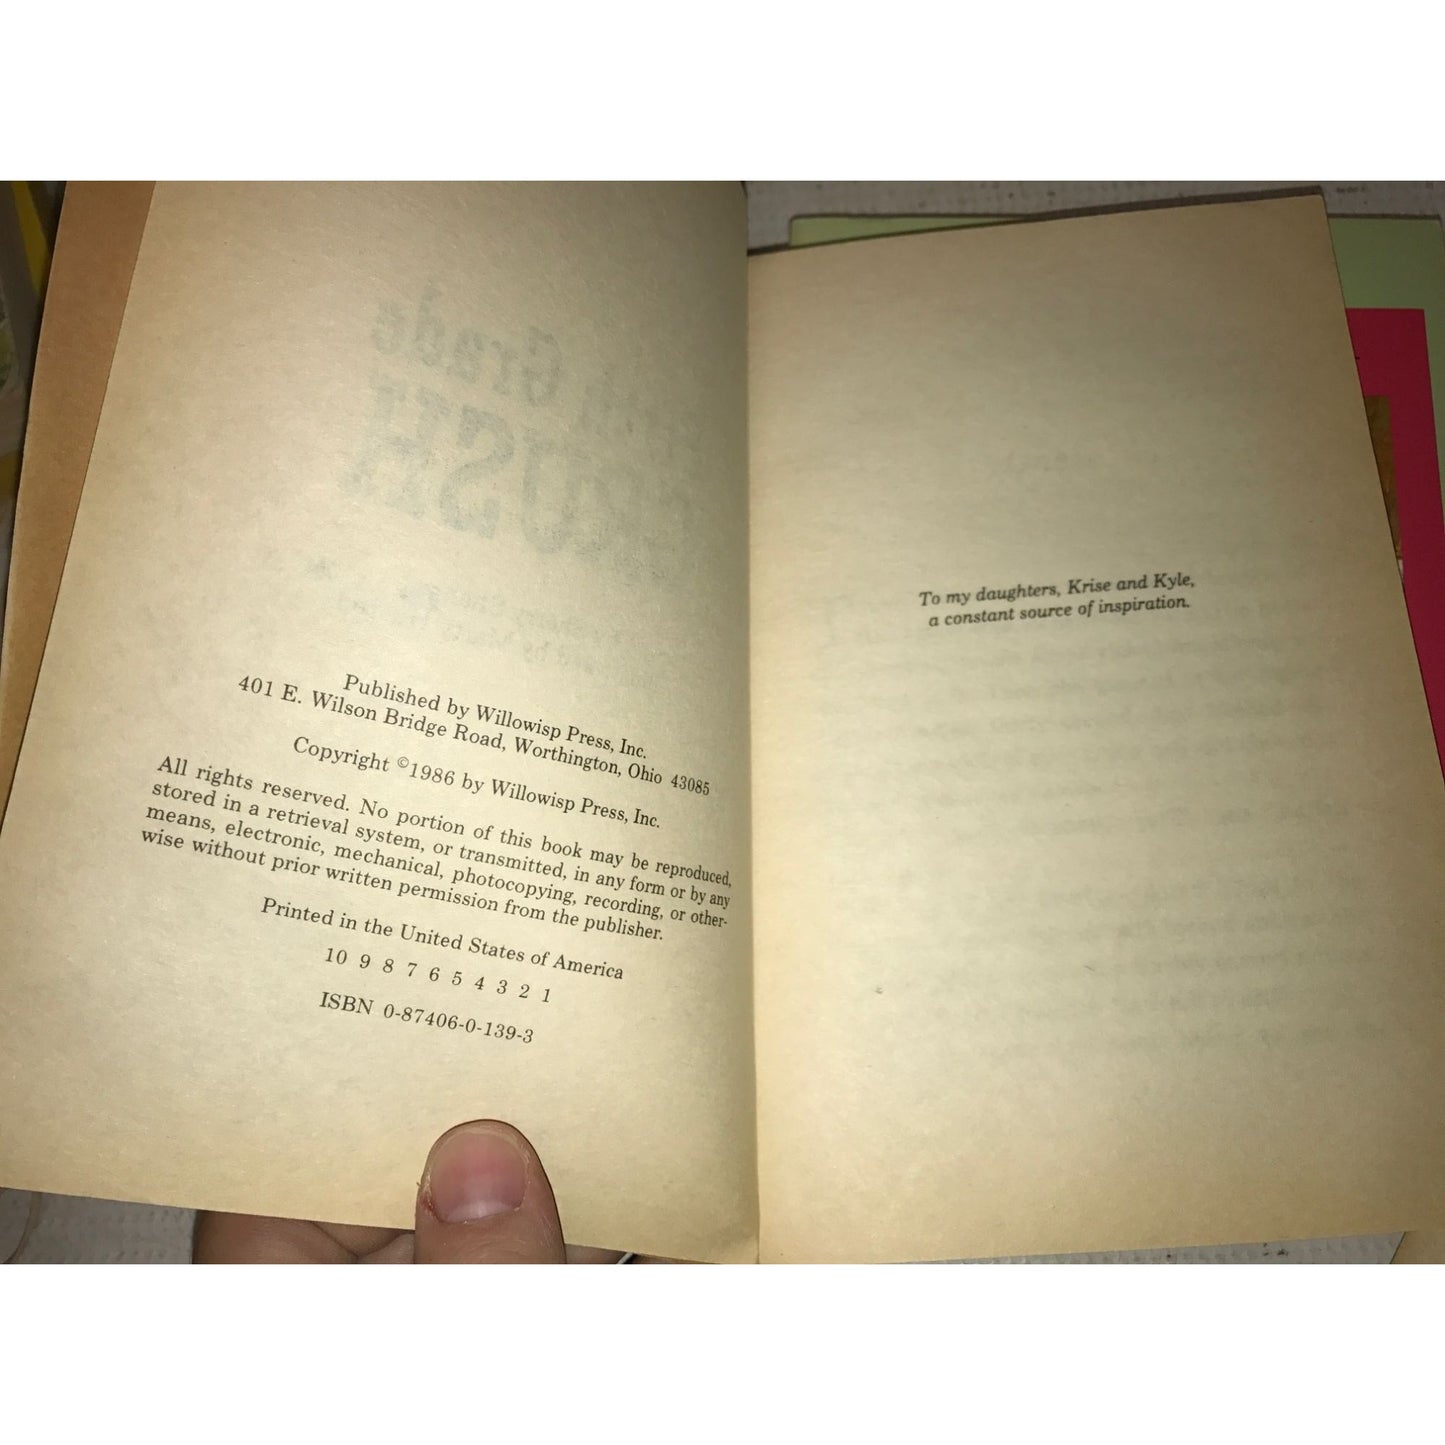 Published by Willowisp Press, Inc.
401 E. Wilson Bridge Road, Worthington, Ohio 43085
Copyright ©1986 by Willowisp Press, Inc.
All rights reserved. No portion of this book may be reproduced,
stored in a retrieval system, or transmitted, in any form or by any
means, electronic, mechanical, photocopying, recording, or other-
wise without prior written permission from the publisher.
Printed in the United States of America
10 9 8 7 6 5 4 3 2 1
ISBN 0-87406-0-139-3
To my daughters, Krise and Kyle,
a constant source of inspiration.